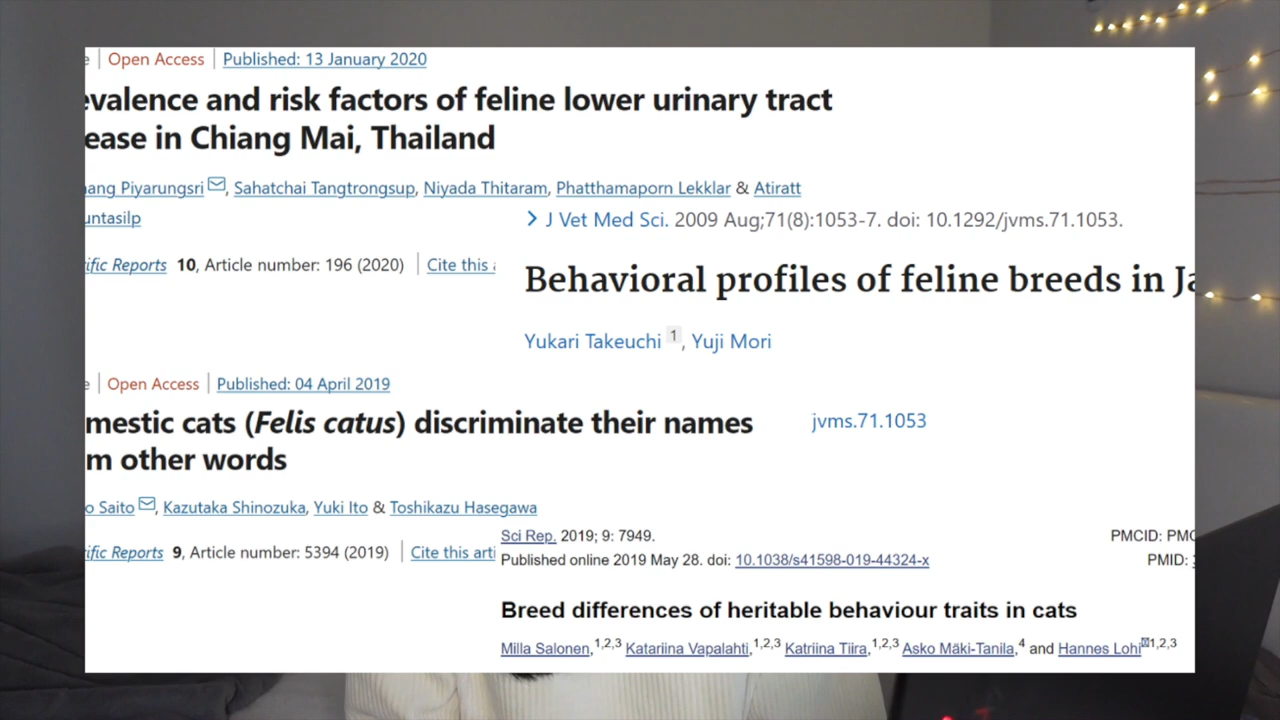 Open Access Published: 13 January 2020
evalence and risk factors of feline lower urinary tract
ease in Chiang Mai, Thailand
ang Piyarungsri, Sahatchai Tangtrongsup, Niyada Thitaram, Phatthamaporn Lekklar & Atiratt
untasilp
ific Reports 10, Article number: 196 (2020) Cite this
> J Vet Med Sci. 2009 Aug;71(8):1053-7. doi: 10.1292/jvms.71.1053.
Behavioral profiles of feline breeds in Ja
Yukari Takeuchi 1, Yuji Mori
Open Access Published: 04 April 2019
mestic cats (Felis catus) discriminate their names
m other words
o Saito, Kazutaka Shinozuka, Yuki Ito & Toshikazu Hasegawa
ific Reports 9, Article number: 5394 (2019) Cite this arti
jvms.71.1053
Sci Rep. 2019; 9: 7949. PMCID: PMC
Published online 2019 May 28. doi: 10.1038/s41598-019-44324-x PMID:
Breed differences of heritable behaviour traits in cats
Milla Salonen,1,2,3 Katariina Vapalahti,1,2,3 Katriina Tiira,1,2,3 Asko Mäki-Tanila,4 and Hannes Lohi1,2,3